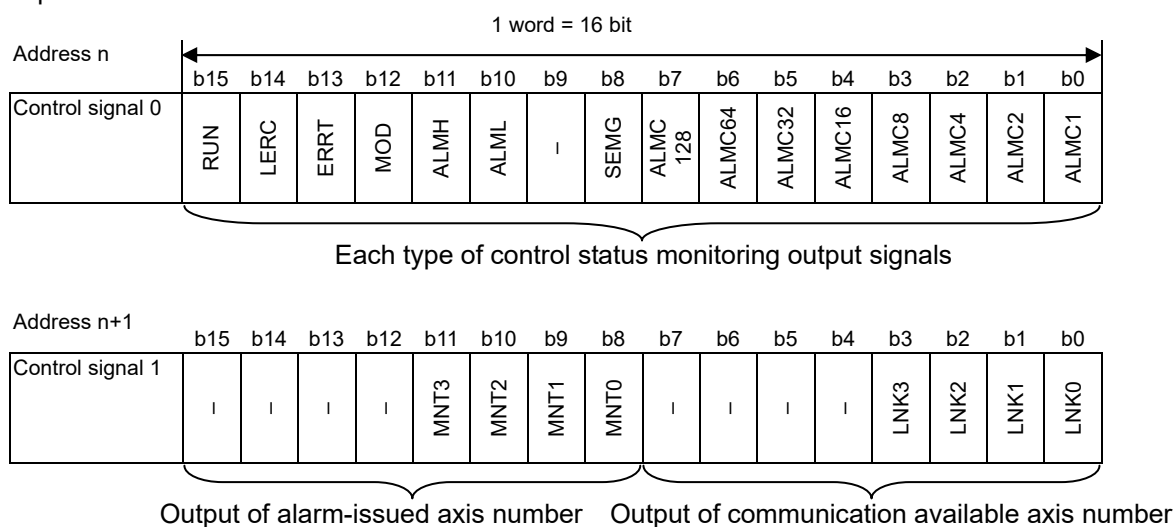 1 word = 16 bit
Address n
b15 b14 b13 b12 b11 b10 b9 b8 b7 b6 b5 b4 b3 b2 b1 b0
Control signal 0 RUN LERC ERRT MOD ALMH ALML – SEMG ALMC 128 ALMC64 ALMC32 ALMC16 ALMC8 ALMC4 ALMC2 ALMC1
Each type of control status monitoring output signals
Address n+1
b15 b14 b13 b12 b11 b10 b9 b8 b7 b6 b5 b4 b3 b2 b1 b0
Control signal 1 – – – – MNT3 MNT2 MNT1 MNT0 – – – – LNK3 LNK2 LNK1 LNK0
Output of alarm-issued axis number Output of communication available axis number